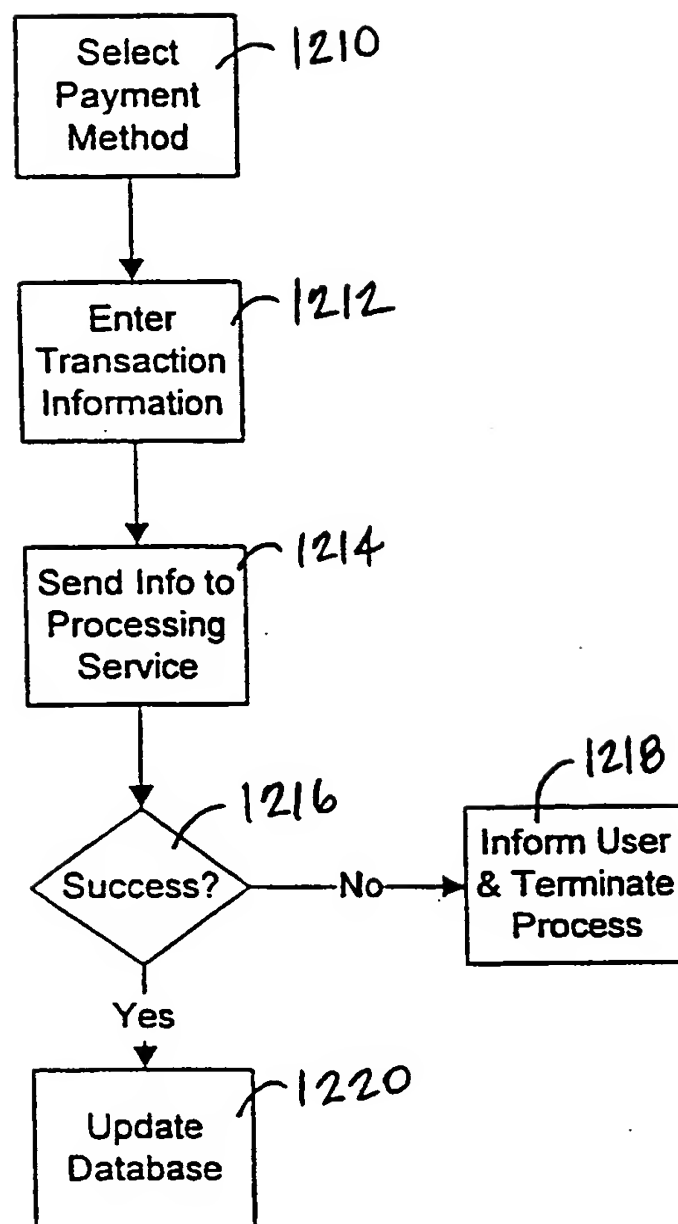 Select
Payment
Method
1210
Enter
Transaction
Information
1212
Send Info to
Processing
Service
1214
Success?
1216
No
Inform User
& Terminate
Process
1218
Yes
Update
Database
1220